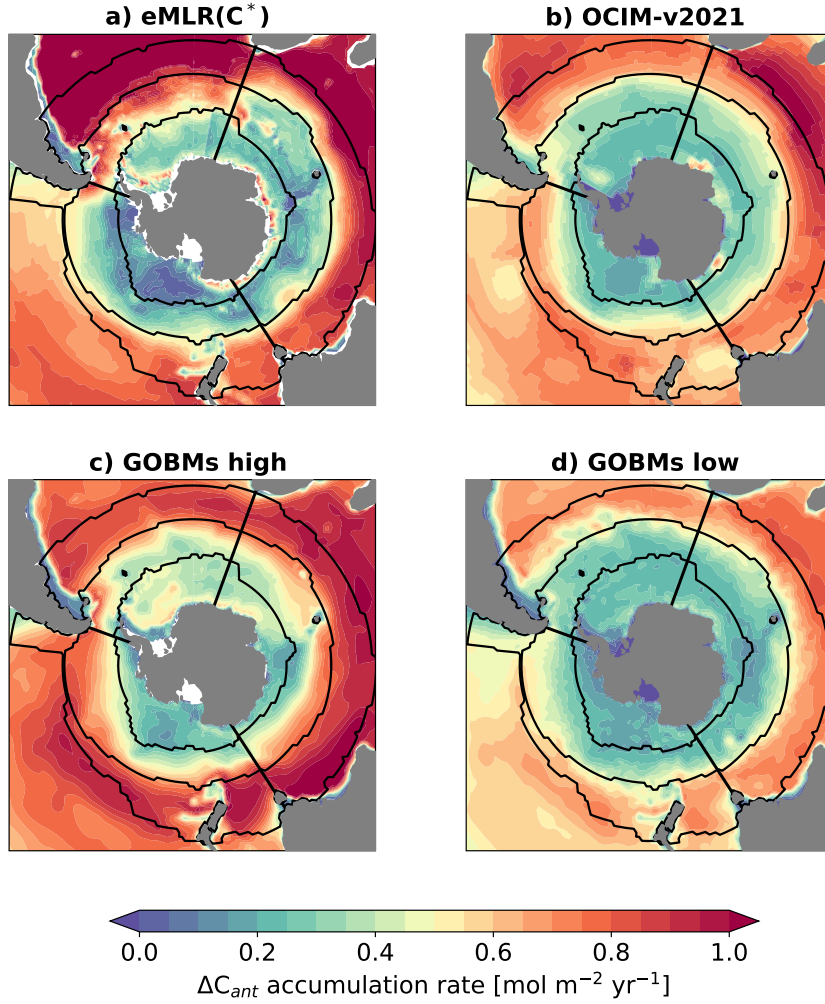 a) eMLR(C*)
b) OCIM-v2021
c) GOBMs high
d) GOBMs low
0.0 0.2 0.4 0.6 0.8 1.0
ΔCₐₙₜ accumulation rate [mol m⁻² yr⁻¹]